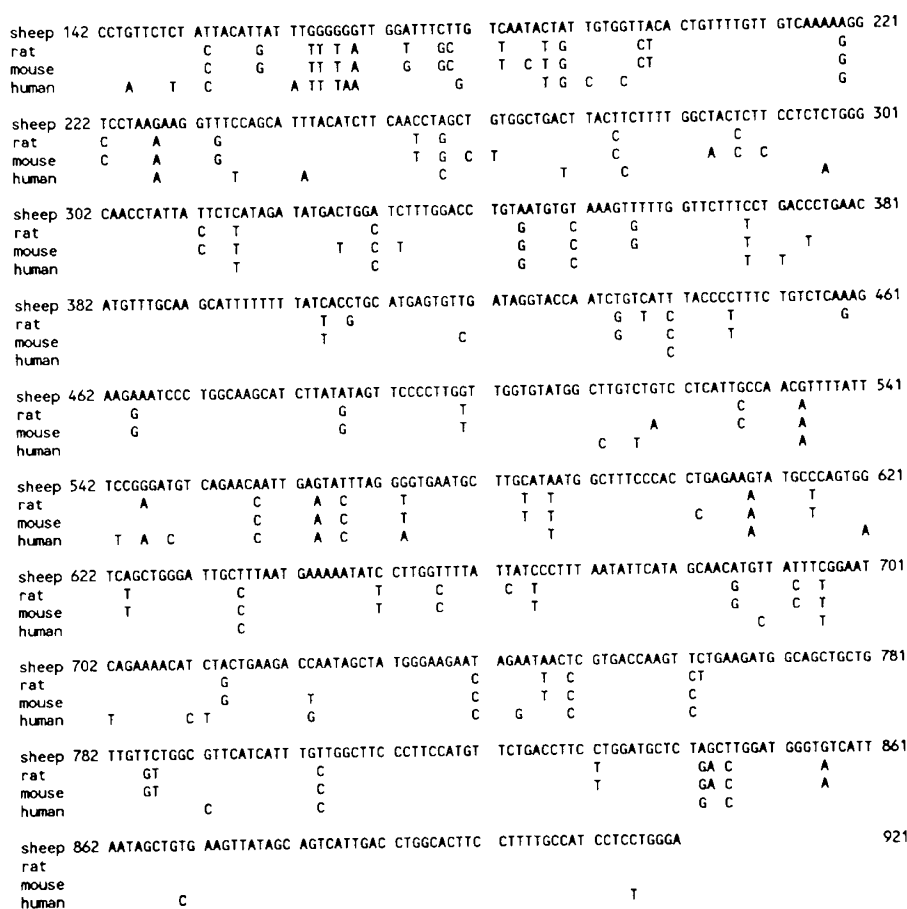 sheep 142 CCTGTTCTCT ATTACATTAT TTGGGGGGTT GGATTTCTTG TCAATACTAT TGTGGTTACA CTGTTTTGTT GTCAAAAAGG 221
rat C G TT T A T GC T T G CT G
mouse C G TT T A G GC T C T G CT G
human A T C A TT TAA G T G C C G
sheep 222 TCCTAAGAAG GTTTCCAGCA TTTACATCTT CAACCTAGCT GTGGCTGACT TACTTCTTTT GGCTACTCTT CCTCTCTGGG 301
rat C A G T G C C
mouse C A G T G C T C A C C
human A T A C T C A
sheep 302 CAACCTATTA TTCTCATAGA TATGACTGGA TCTTTGGACC TGTAATGTGT AAAGTTTTTG GTTCTTTCCT GACCCTGAAC 381
rat C T C G C G T
mouse C T T C T G C G T T
human T C G C T T
sheep 382 ATGTTTGCAA GCATTTTTTT TATCACCTGC ATGAGTGTTG ATAGGTACCA ATCTGTCATT TACCCCTTTC TGTCTCAAAG 461
rat T G G T C T G
mouse T C G C T
human C
sheep 462 AAGAAATCCC TGGCAAGCAT CTTATATAGT TCCCCTTGGT TGGTGTATGG CTTGTCTGTC CTCATTGCCA ACGTTTTATT 541
rat G G T C A
mouse G G T A C A
human C T A
sheep 542 TCCGGGATGT CAGAACAATT GAGTATTTAG GGGTGAATGC TTGCATAATG GCTTTCCCAC CTGAGAAGTA TGCCCAGTGG 621
rat A C A C T T T A T
mouse C A C T T T C A T
human T A C C A C A T A A
sheep 622 TCAGCTGGGA TTGCTTTAAT GAAAAATATC CTTGGTTTTA TTATCCCTTT AATATTCATA GCAACATGTT ATTTCGGAAT 701
rat T C T C C T G C T
mouse T C T C T G C T
human C C T
sheep 702 CAGAAAACAT CTACTGAAGA CCAATAGCTA TGGGAAGAAT AGAATAACTC GTGACCAAGT TCTGAAGATG GCAGCTGCTG 781
rat G C T C CT
mouse G T C T C C
human T C T G C G C C
sheep 782 TTGTTCTGGC GTTCATCATT TGTTGGCTTC CCTTCCATGT TCTGACCTTC CTGGATGCTC TAGCTTGGAT GGGTGTCATT 861
rat GT C T GA C A
mouse GT C T GA C A
human C C G C
sheep 862 AATAGCTGTG AAGTTATAGC AGTCATTGAC CTGGCACTTC CTTTTGCCAT CCTCCTGGGA 921
rat
mouse
human C T